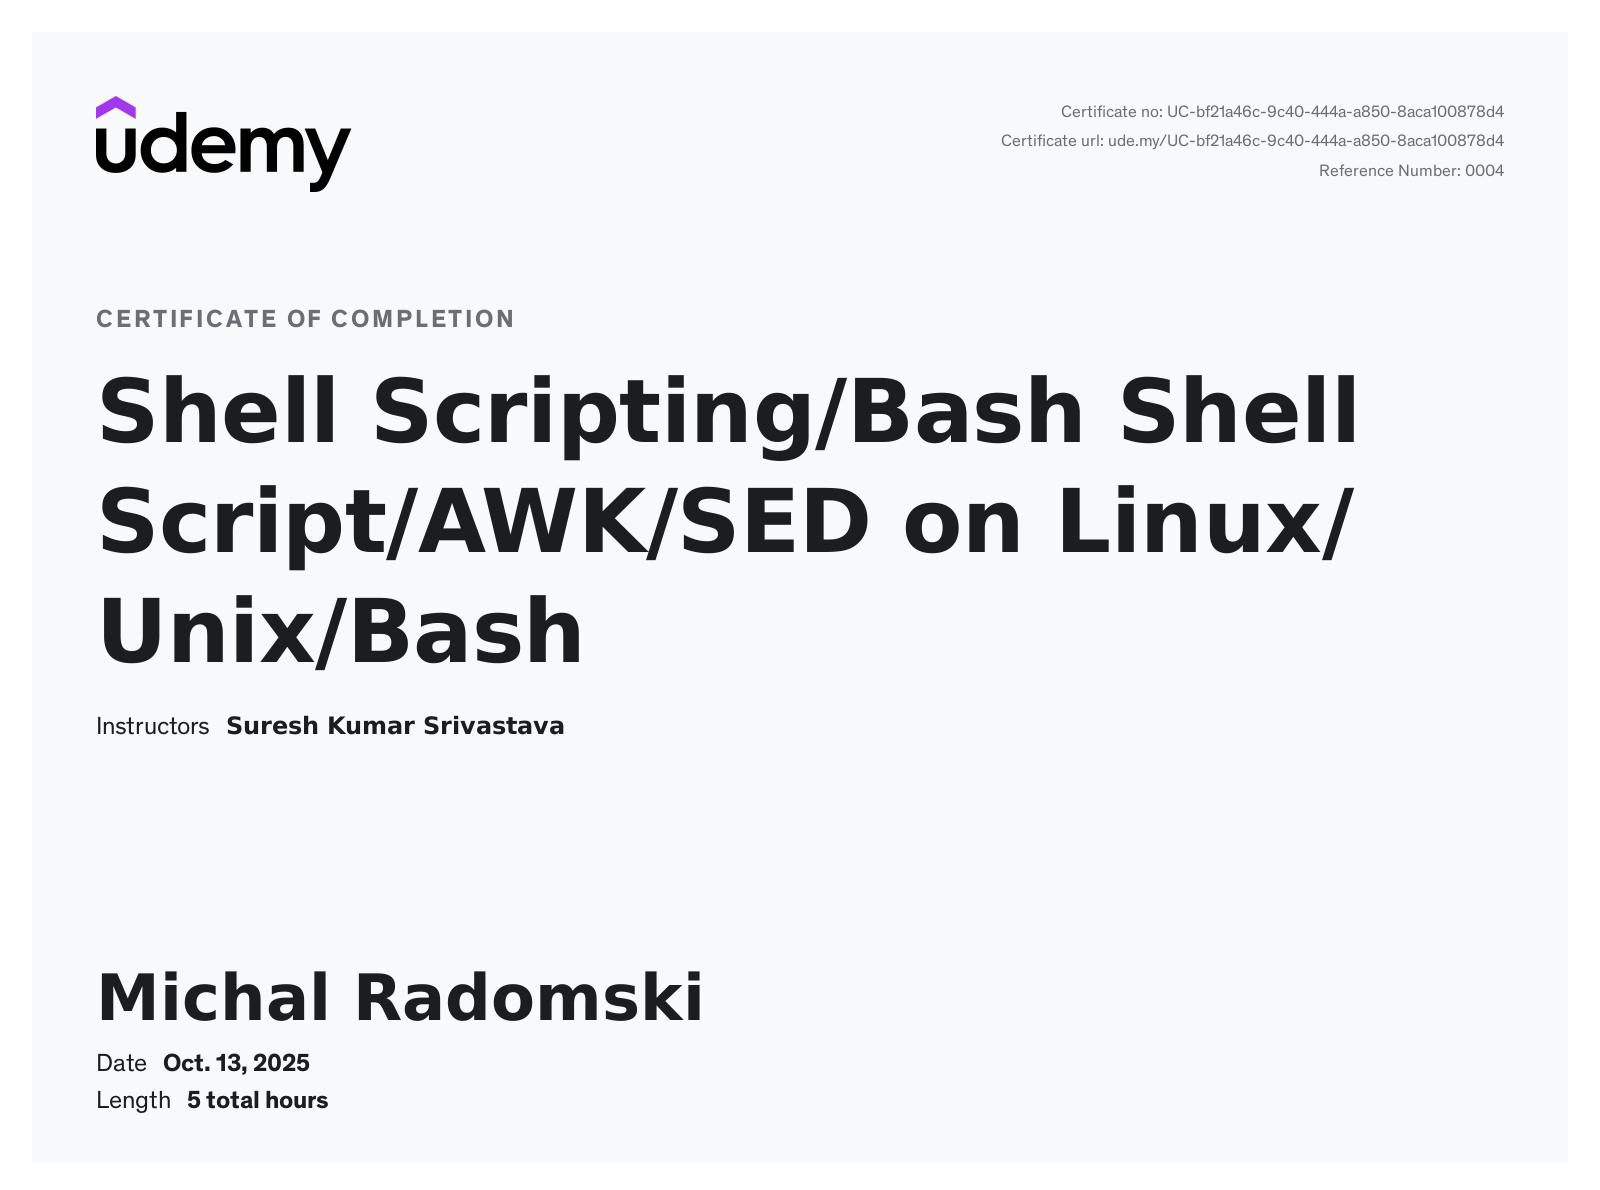 udemy
Certificate no: UC-bf21a46c-9c40-444a-a850-8aca100878d4
Certificate url: ude.my/UC-bf21a46c-9c40-444a-a850-8aca100878d4
Reference Number: 0004
CERTIFICATE OF COMPLETION
Shell Scripting/Bash Shell
Script/AWK/SED on Linux/
Unix/Bash
Instructors Suresh Kumar Srivastava
Michal Radomski
Date Oct. 13, 2025
Length 5 total hours